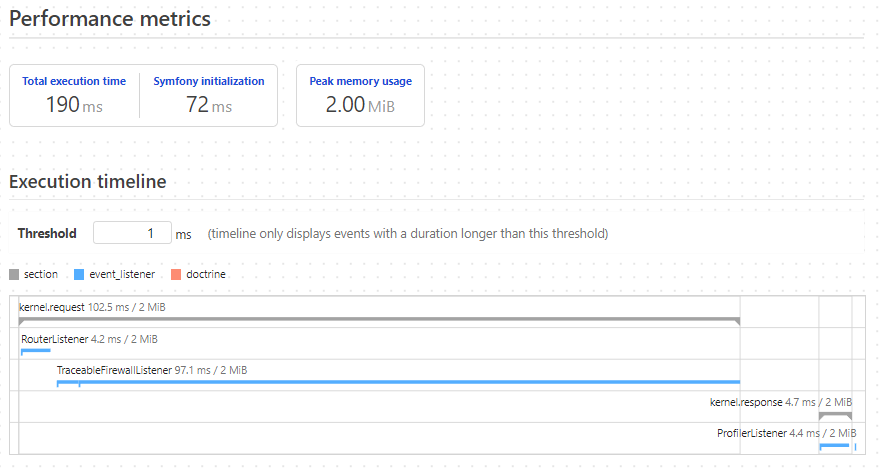 Performance metrics
Total execution time Symfony initialization Peak memory usage
190 ms 72 ms 2.00 MiB
Execution timeline
Threshold 1 ms (timeline only displays events with a duration longer than this threshold)
section event_listener doctrine
kernel.request 102.5 ms / 2 MiB
RouterListener 4.2 ms / 2 MiB
TraceableFirewallListener 97.1 ms / 2 MiB
kernel.response 4.7 ms / 2 MiB
ProfilerListener 4.4 ms / 2 MiB